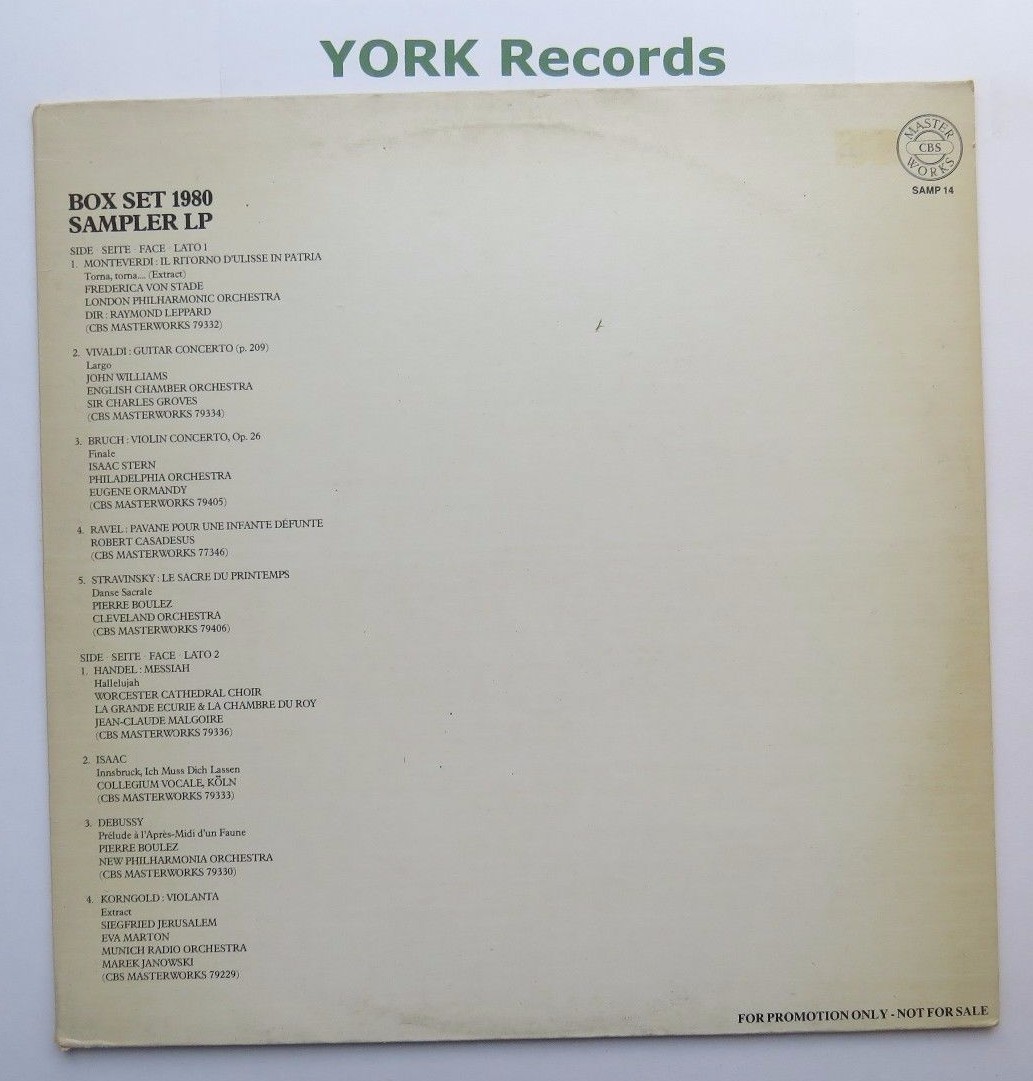 YORK Records
MASTER
CBS
WORKS
SAMP 14
BOX SET 1980
SAMPLER LP
SIDE · SEITE · FACE · LATO 1
1. MONTEVERDI : IL RITORNO D'ULISSE IN PATRIA
Torna, torna.... (Extract)
FREDERICA VON STADE
LONDON PHILHARMONIC ORCHESTRA
DIR : RAYMOND LEPPARD
(CBS MASTERWORKS 79332)
2. VIVALDI : GUITAR CONCERTO (p. 209)
Largo
JOHN WILLIAMS
ENGLISH CHAMBER ORCHESTRA
SIR CHARLES GROVES
(CBS MASTERWORKS 79334)
3. BRUCH : VIOLIN CONCERTO, Op. 26
Finale
ISAAC STERN
PHILADELPHIA ORCHESTRA
EUGENE ORMANDY
(CBS MASTERWORKS 79405)
4. RAVEL : PAVANE POUR UNE INFANTE DÉFUNTE
ROBERT CASADESUS
(CBS MASTERWORKS 77346)
5. STRAVINSKY : LE SACRE DU PRINTEMPS
Danse Sacrale
PIERRE BOULEZ
CLEVELAND ORCHESTRA
(CBS MASTERWORKS 79406)
SIDE · SEITE · FACE · LATO 2
1. HANDEL : MESSIAH
Hallelujah
WORCESTER CATHEDRAL CHOIR
LA GRANDE ECURIE & LA CHAMBRE DU ROY
JEAN-CLAUDE MALGOIRE
(CBS MASTERWORKS 79336)
2. ISAAC
Innsbruck, Ich Muss Dich Lassen
COLLEGIUM VOCALE, KÖLN
(CBS MASTERWORKS 79333)
3. DEBUSSY
Prélude à l'Après-Midi d'un Faune
PIERRE BOULEZ
NEW PHILHARMONIA ORCHESTRA
(CBS MASTERWORKS 79330)
4. KORNGOLD : VIOLANTA
Extract
SIEGFRIED JERUSALEM
EVA MARTON
MUNICH RADIO ORCHESTRA
MAREK JANOWSKI
(CBS MASTERWORKS 79229)
FOR PROMOTION ONLY - NOT FOR SALE